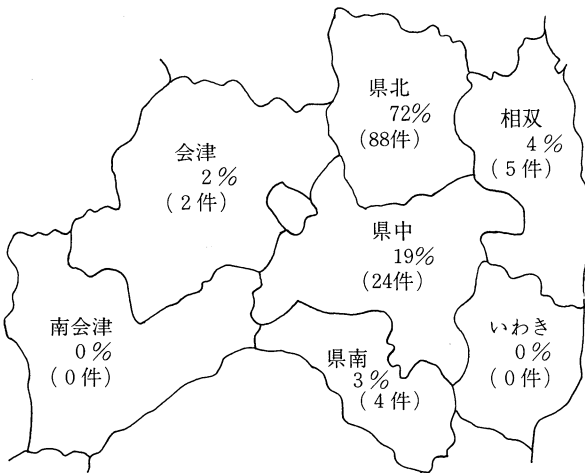 県北
72%
(88件)
相双
4%
(5件)
会津
2%
(2件)
県中
19%
(24件)
南会津
0%
(0件)
いわき
0%
(0件)
県南
3%
(4件)